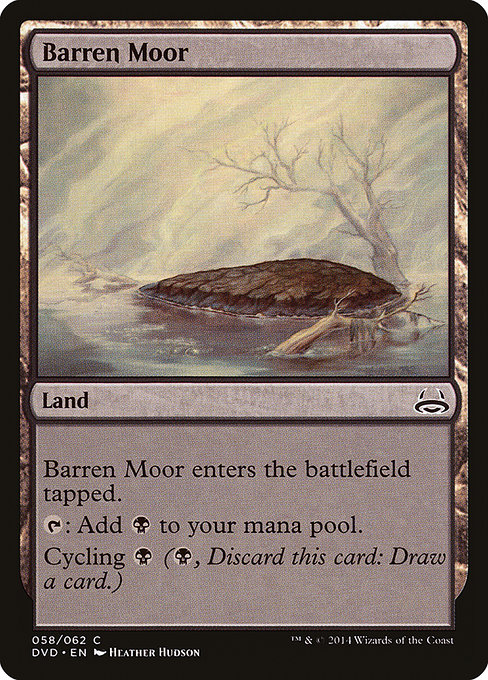 Barren Moor
Land
Barren Moor enters the battlefield
tapped.
: Add to your mana pool.
Cycling (, Discard this card: Draw
a card.)
058/062 C
™ & © 2014 Wizards of the Coast
DVD • EN Heather Hudson